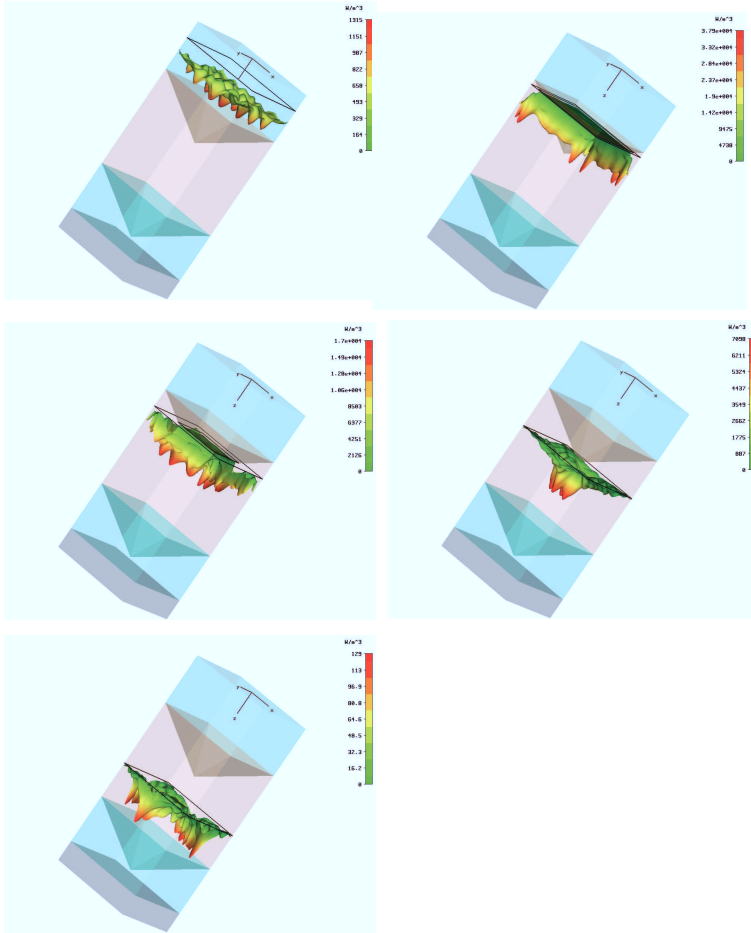 W/m^3
1315
1151
987
822
658
493
329
164
0
y
x
z
W/m^3
3.79e+004
3.32e+004
2.84e+004
2.37e+004
1.9e+004
1.42e+004
9475
4738
0
y
x
z
W/m^3
1.7e+004
1.49e+004
1.28e+004
1.06e+004
8503
6377
4251
2126
0
y
x
z
W/m^3
7098
6211
5324
4437
3549
2662
1775
887
0
y
x
z
W/m^3
129
113
96.9
80.8
64.6
48.5
32.3
16.2
0
y
x
z